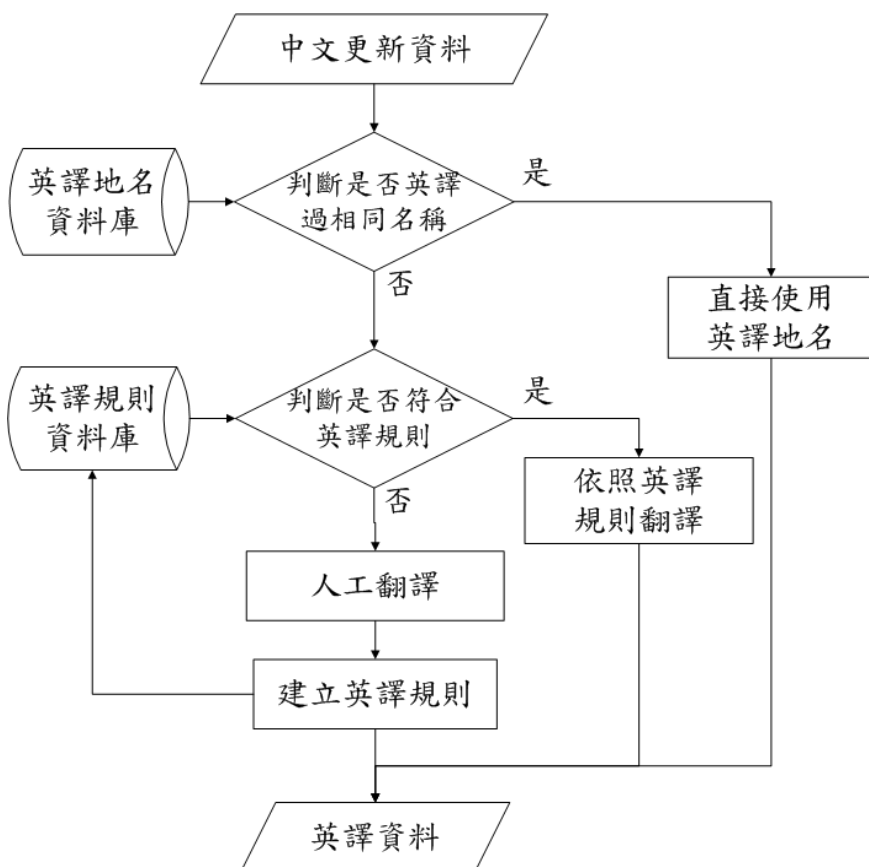 中文更新資料
英譯地名
資料庫
判斷是否英譯
過相同名稱
是
否
直接使用
英譯地名
英譯規則
資料庫
判斷是否符合
英譯規則
是
否
依照英譯
規則翻譯
人工翻譯
建立英譯規則
英譯資料